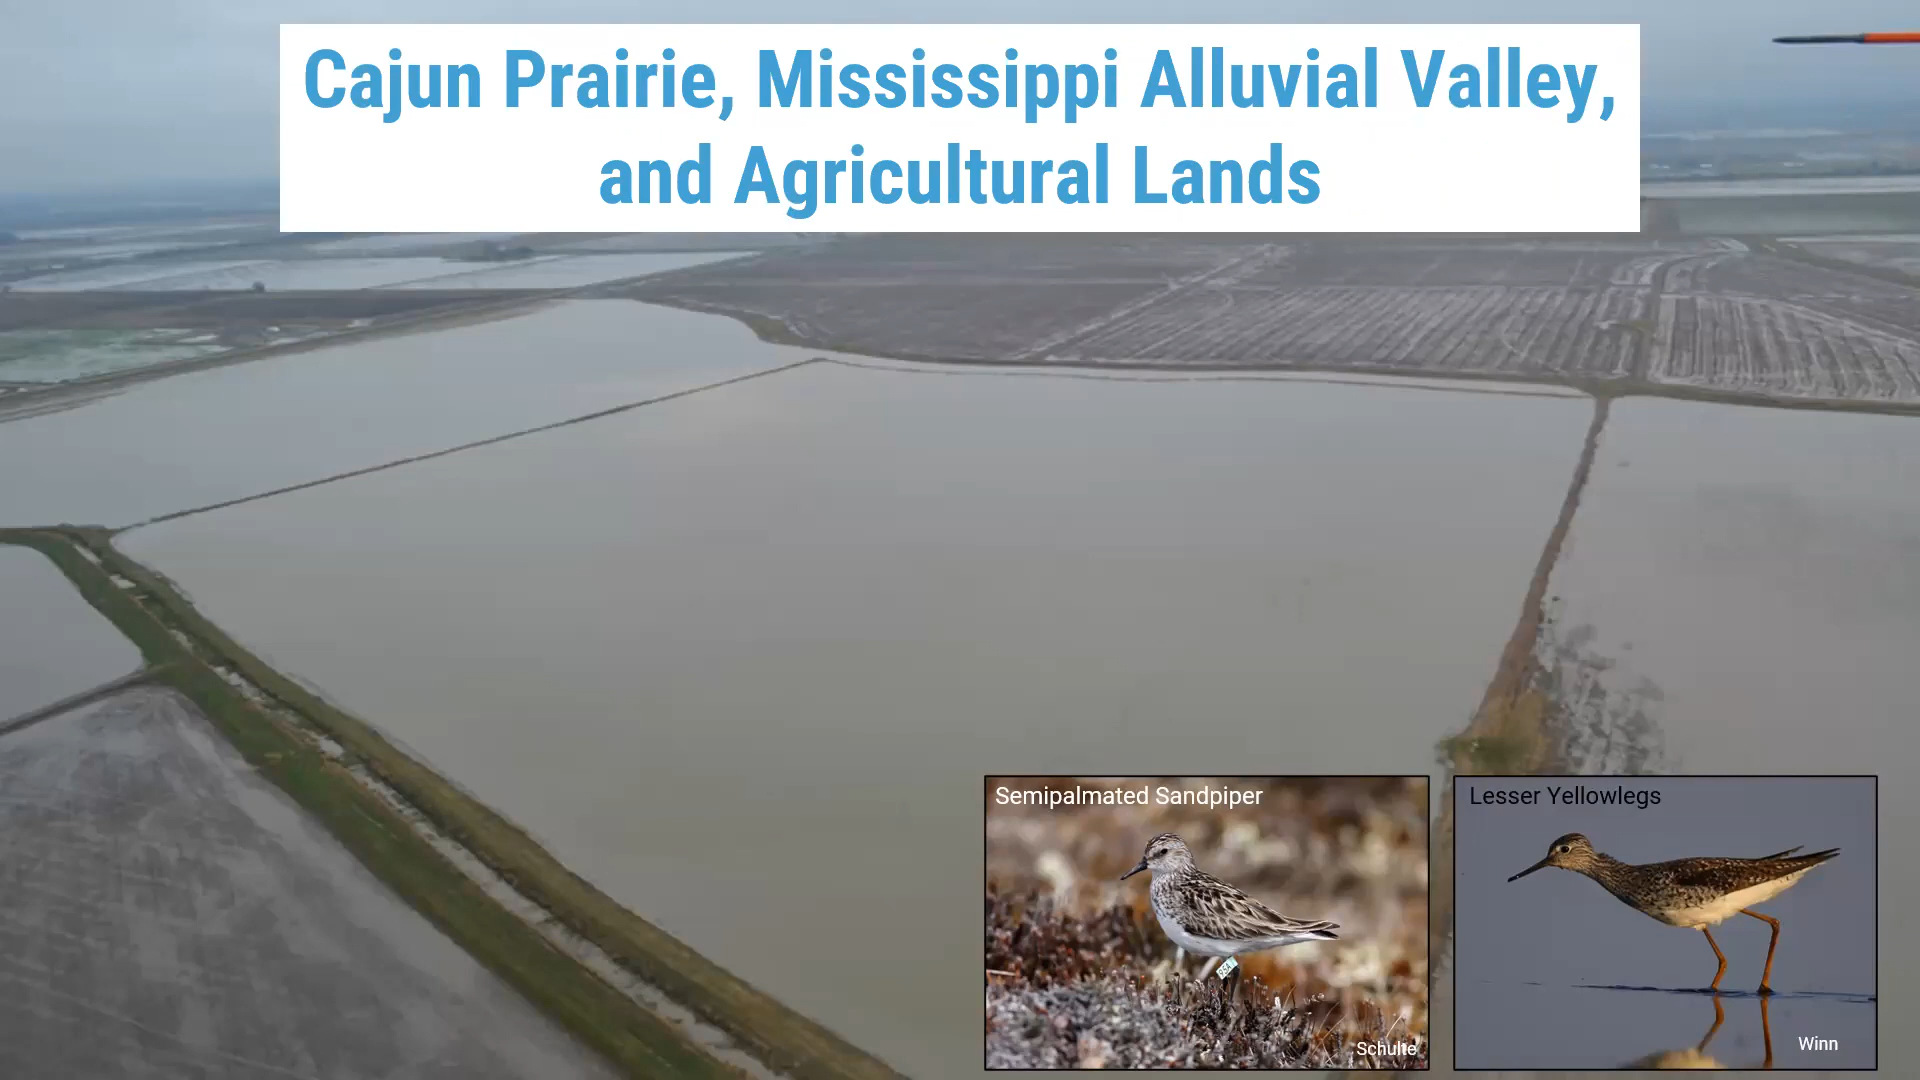 Cajun Prairie, Mississippi Alluvial Valley,
and Agricultural Lands
Semipalmated Sandpiper
Lesser Yellowlegs
Schulte
Winn